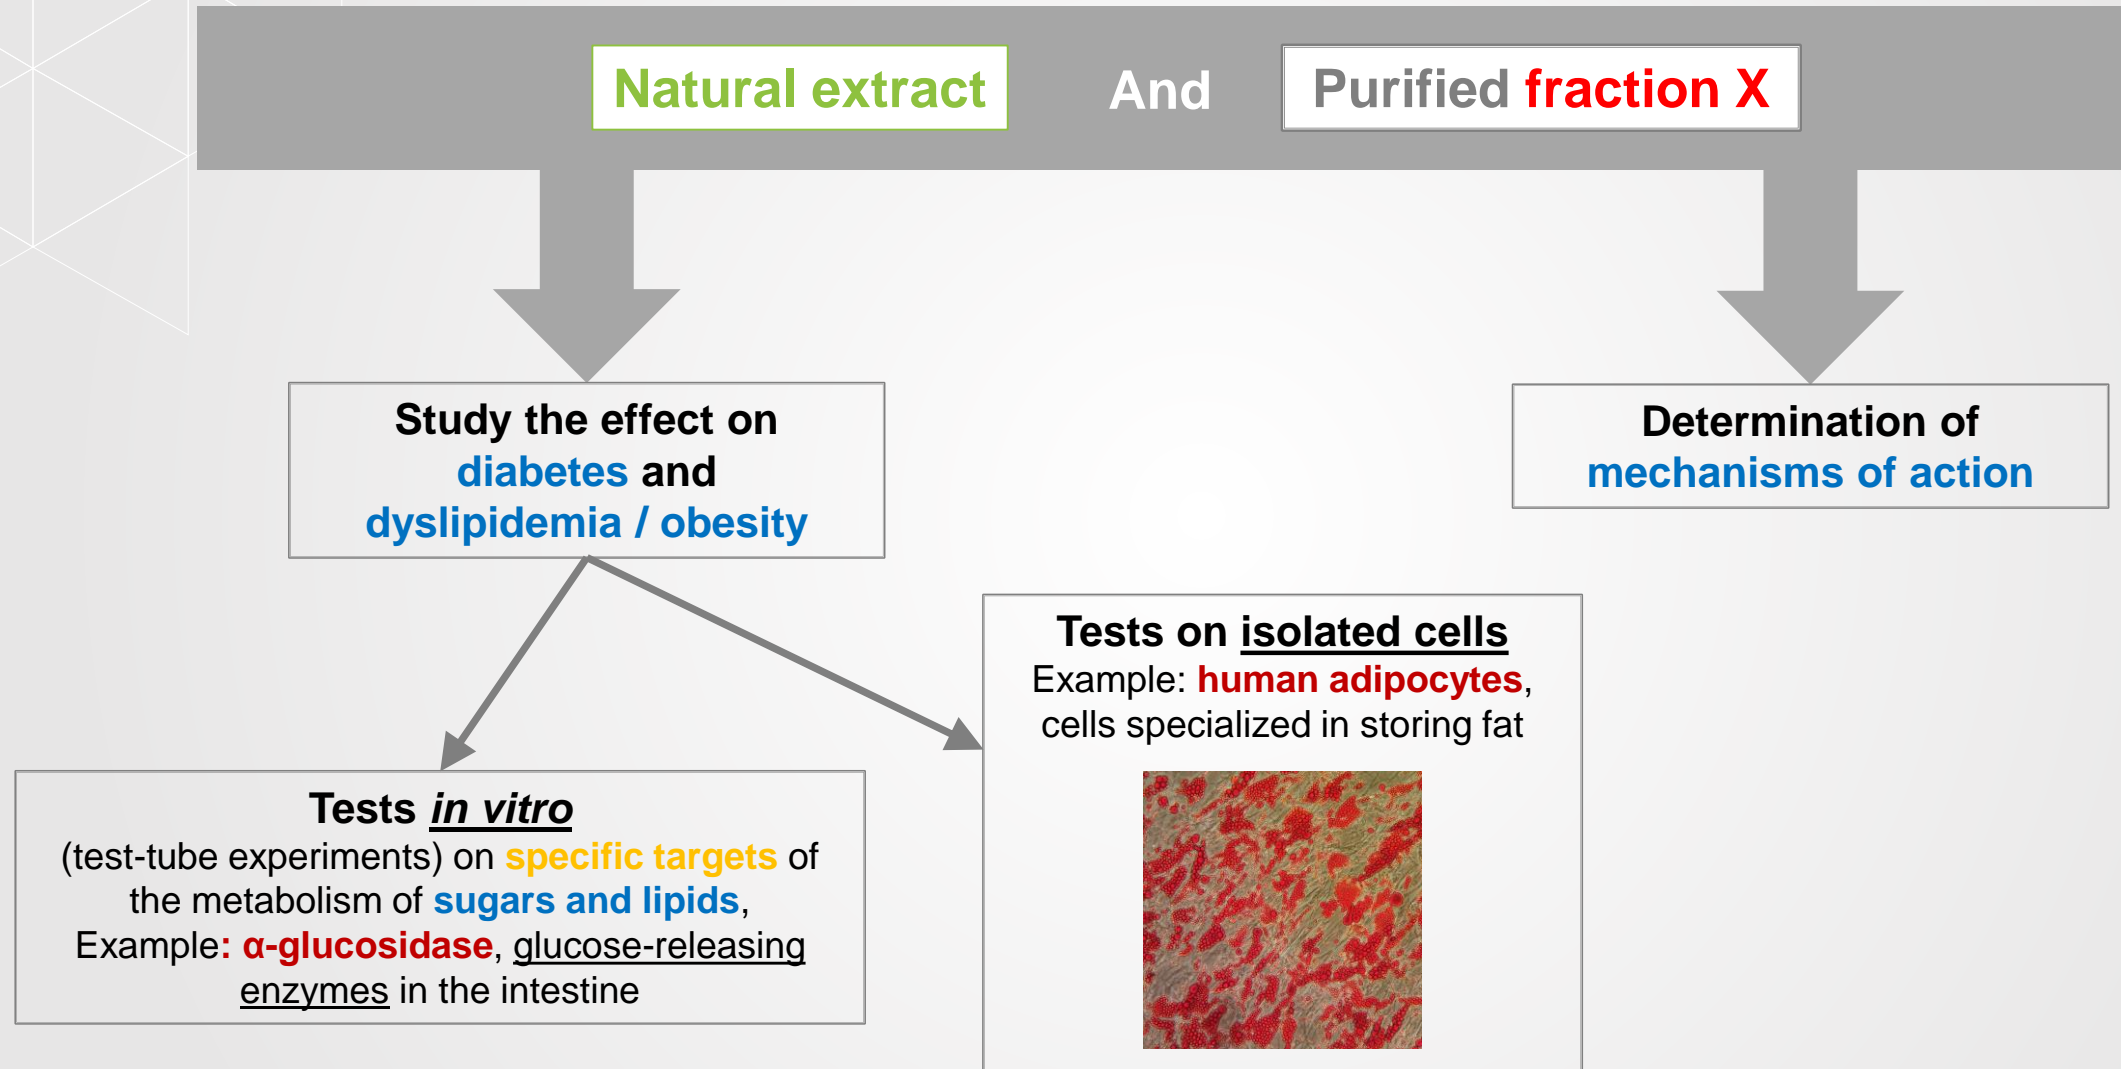 Natural extract And Purified fraction X
Study the effect on
diabetes and
dyslipidemia / obesity
Determination of
mechanisms of action
Tests on isolated cells
Example: human adipocytes,
cells specialized in storing fat
Tests in vitro
(test-tube experiments) on specific targets of
the metabolism of sugars and lipids,
Example: α-glucosidase, glucose-releasing
enzymes in the intestine